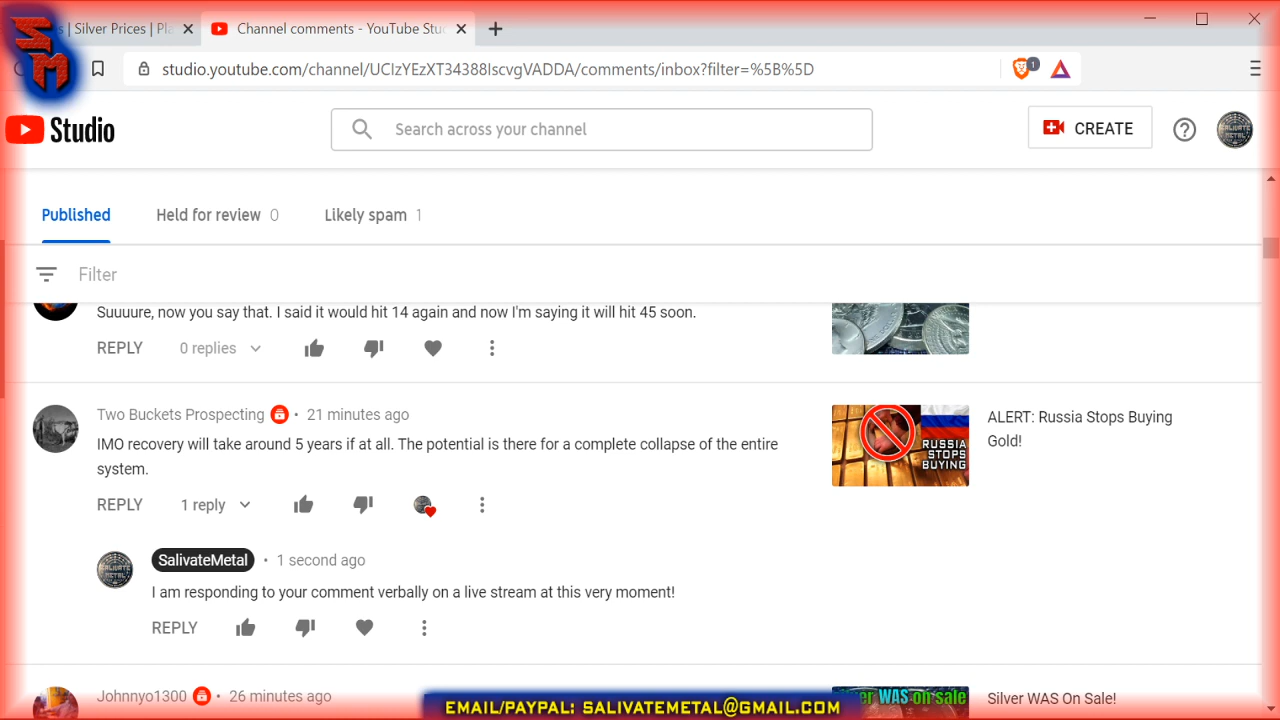 SM
Silver Prices | Pla
Channel comments - YouTube Stu
studio.youtube.com/channel/UCIzYEzXT34388lscvgVADDA/comments/inbox?filter=%5B%5D
1
Studio
Search across your channel
CREATE
Published
Held for review 0
Likely spam 1
Filter
Suuuure, now you say that. I said it would hit 14 again and now I'm saying it will hit 45 soon.
REPLY
0 replies
Two Buckets Prospecting • 21 minutes ago
IMO recovery will take around 5 years if at all. The potential is there for a complete collapse of the entire
system.
REPLY
1 reply
RUSSIA
STOPS
BUYING
ALERT: Russia Stops Buying
Gold!
SalivateMetal • 1 second ago
I am responding to your comment verbally on a live stream at this very moment!
REPLY
Johnnyo1300 • 26 minutes ago
WAS on sale
Silver WAS On Sale!
EMAIL/PAYPAL: SALIVATEMETAL@GMAIL.COM